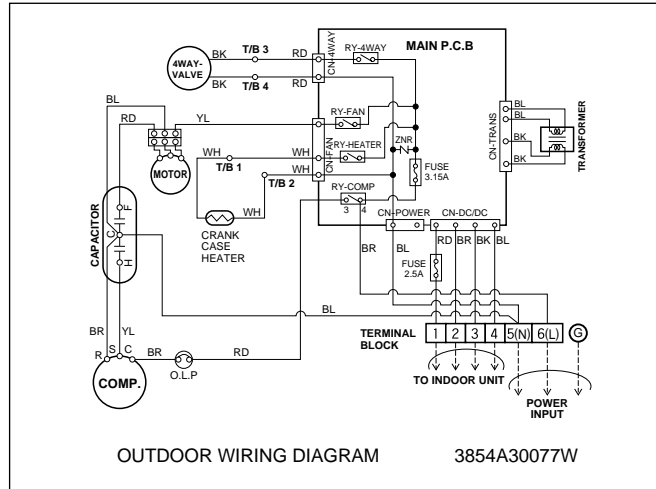 MAIN P.C.B
4WAY-
VALVE
BK T/B 3 RD
BK T/B 4 RD
CN-4WAY
RY-4WAY
BL
RD
YL
RY-FAN
CN-FAN
WH T/B 1 WH
RY-HEATER
ZNR
FUSE
3.15A
T/B 2 WH
WH
MOTOR
CRANK
CASE
HEATER
RY-COMP
3 4
CN-TRANS
BL
BL
BK
BK
TRANSFORMER
CN-POWER
CN-DC/DC
BR
BL
RD BR BK BL
FUSE
2.5A
CAPACITOR
F
C
H
BL
TERMINAL
BLOCK
1 2 3 4 5(N) 6(L) G
TO INDOOR UNIT
POWER
INPUT
BR YL
R S C
BR
RD
O.L.P
COMP.
OUTDOOR WIRING DIAGRAM 3854A30077W